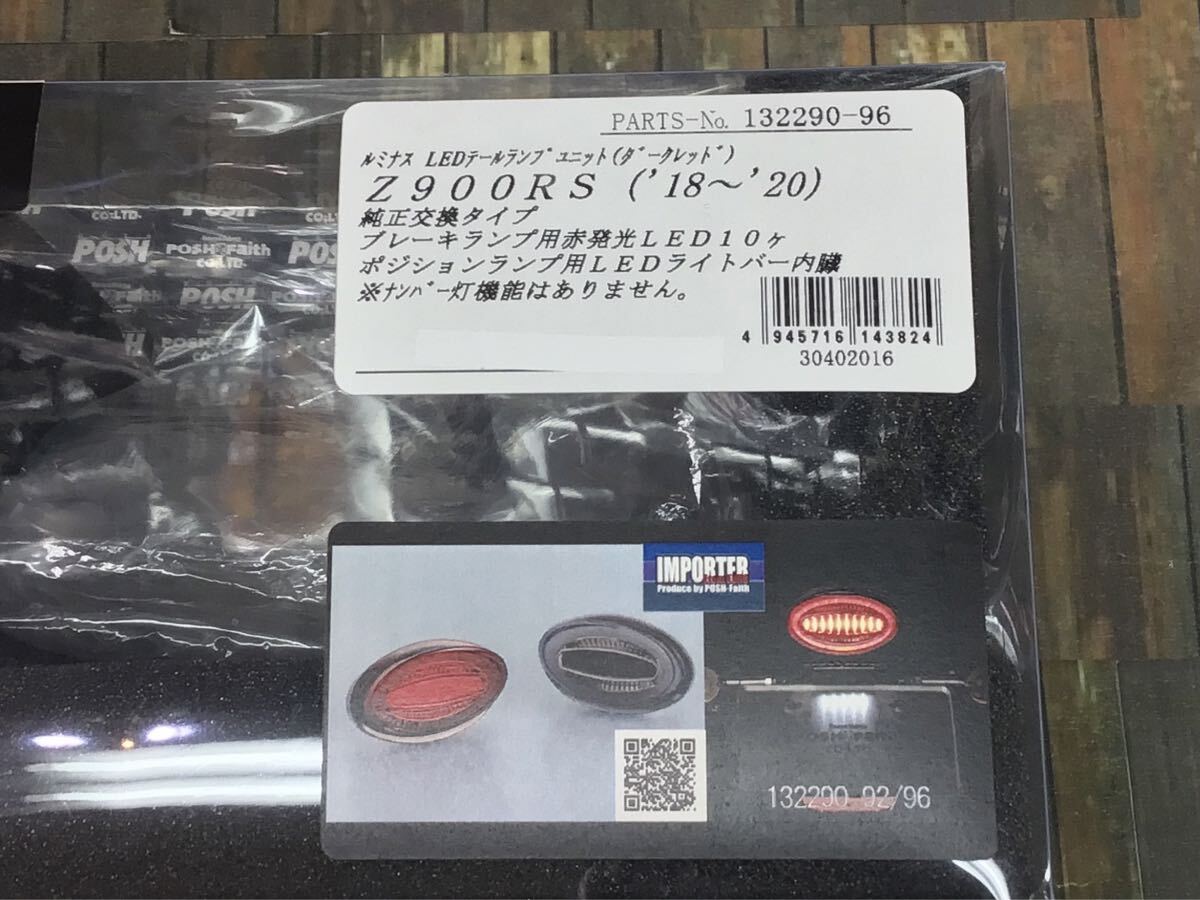 PARTS-No. 132290-96
ルミナス LEDテールランプユニット(ダークレッド)
Z900RS ('18〜'20)
純正交換タイプ
ブレーキランプ用赤発光LED10ヶ
ポジションランプ用LEDライトバー内臓
※ナンバー灯機能はありません。
4 945716 143824
30402016
CO.LTD.
POSH
POSH Faith
CO.LTD.
POSH
IMPORTER
Produce by POSH Faith
132290 92/96